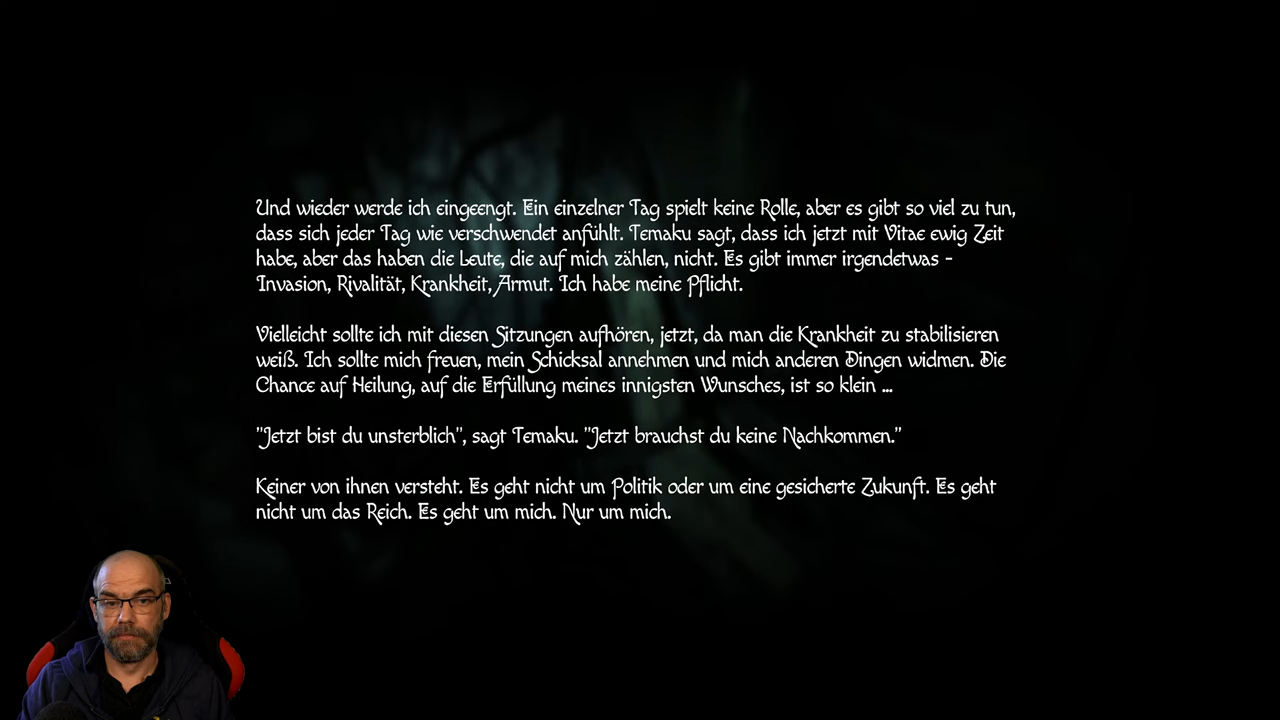 Und wieder werde ich eingeengt. Ein einzelner Tag spielt keine Rolle, aber es gibt so viel zu tun,
dass sich jeder Tag wie verschwendet anfühlt. Temaku sagt, dass ich jetzt mit Vitae ewig Zeit
habe, aber das haben die Leute, die auf mich zählen, nicht. Es gibt immer irgendetwas -
Invasion, Rivalität, Krankheit, Armut. Ich habe meine Pflicht.
Vielleicht sollte ich mit diesen Sitzungen aufhören, jetzt, da man die Krankheit zu stabilisieren
weiß. Ich sollte mich freuen, mein Schicksal annehmen und mich anderen Dingen widmen. Die
Chance auf Heilung, auf die Erfüllung meines innigsten Wunsches, ist so klein ...
"Jetzt bist du unsterblich", sagt Temaku. "Jetzt brauchst du keine Nachkommen."
Keiner von ihnen versteht. Es geht nicht um Politik oder um eine gesicherte Zukunft. Es geht
nicht um das Reich. Es geht um mich. Nur um mich.